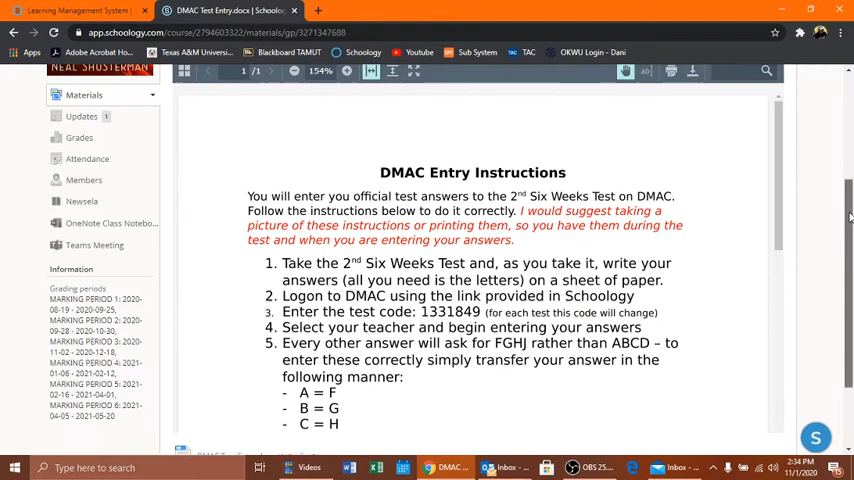 Learning Management System |
DMAC Test Entry.docx | Schoolo
app.schoology.com/course/2794603322/materials/gp/3271347688
Apps
Adobe Acrobat Ho...
Texas A&M Universi...
Blackboard TAMUT
Schoology
YouTube
Sub System
TAC
OKWU Login - Dani
NEAL SHUSTERMAN
1 /1
154%
Materials
Updates 1
Grades
Attendance
Members
Newsela
OneNote Class Notebo...
Teams Meeting
Information
Grading periods
MARKING PERIOD 1: 2020-
08-19 - 2020-09-25,
MARKING PERIOD 2: 2020-
09-28 - 2020-10-30,
MARKING PERIOD 3: 2020-
11-02 - 2020-12-18,
MARKING PERIOD 4: 2021-
01-06 - 2021-02-12,
MARKING PERIOD 5: 2021-
02-16 - 2021-04-01,
MARKING PERIOD 6: 2021-
04-05 - 2021-05-20
DMAC Entry Instructions
You will enter you official test answers to the 2nd Six Weeks Test on DMAC.
Follow the instructions below to do it correctly. I would suggest taking a
picture of these instructions or printing them, so you have them during the
test and when you are entering your answers.
1. Take the 2nd Six Weeks Test and, as you take it, write your
answers (all you need is the letters) on a sheet of paper.
2. Logon to DMAC using the link provided in Schoology
3. Enter the test code: 1331849 (for each test this code will change)
4. Select your teacher and begin entering your answers
5. Every other answer will ask for FGHJ rather than ABCD – to
enter these correctly simply transfer your answer in the
following manner:
- A = F
- B = G
- C = H
S
Type here to search
Videos
DMAC ...
Inbox - ...
OBS 25....
Inbox - ...
2:34 PM
11/1/2020
15